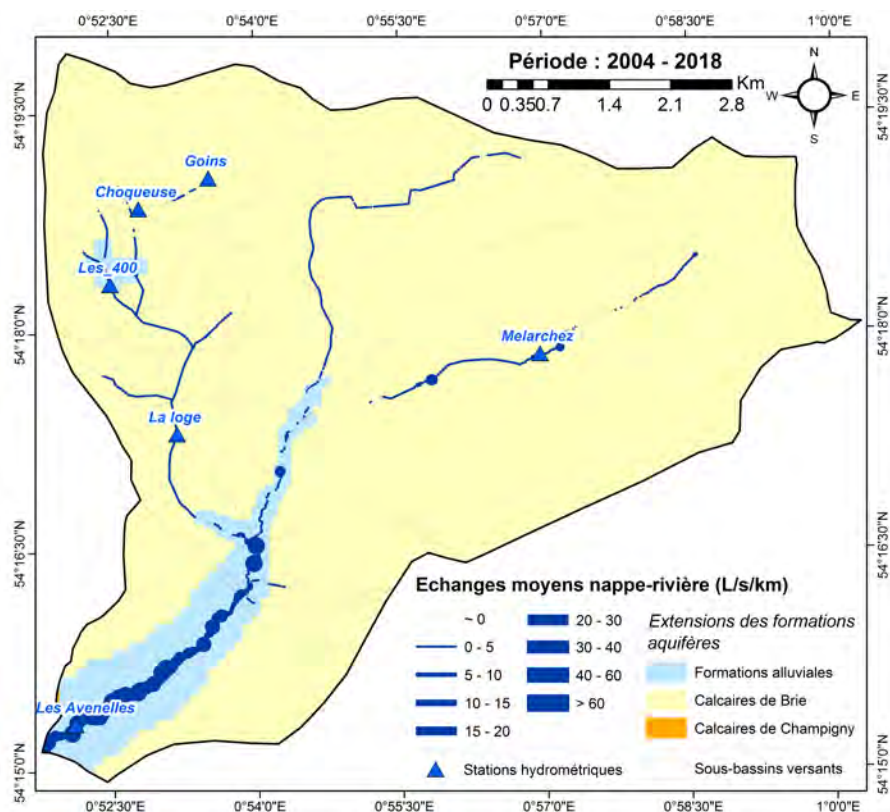 0°52'30"E 0°54'0"E 0°55'30"E 0°57'0"E 0°58'30"E 1°0'0"E
Période : 2004 - 2018
Km
0 0.35 0.7 1.4 2.1 2.8
N
W E
S
54°19'30"N 54°19'30"N
Goins
Choqueuse
Les_400
54°18'0"N 54°18'0"N
Melarchez
La loge
54°16'30"N 54°16'30"N
Echanges moyens nappe-rivière (L/s/km)
~ 0
0 - 5
5 - 10
10 - 15
15 - 20
20 - 30
30 - 40
40 - 60
> 60
Stations hydrométriques
Extensions des formations
aquifères
Formations alluviales
Calcaires de Brie
Calcaires de Champigny
Sous-bassins versants
Les Avenelles
54°15'0"N 54°15'0"N
0°52'30"E 0°54'0"E 0°55'30"E 0°57'0"E 0°58'30"E 1°0'0"E